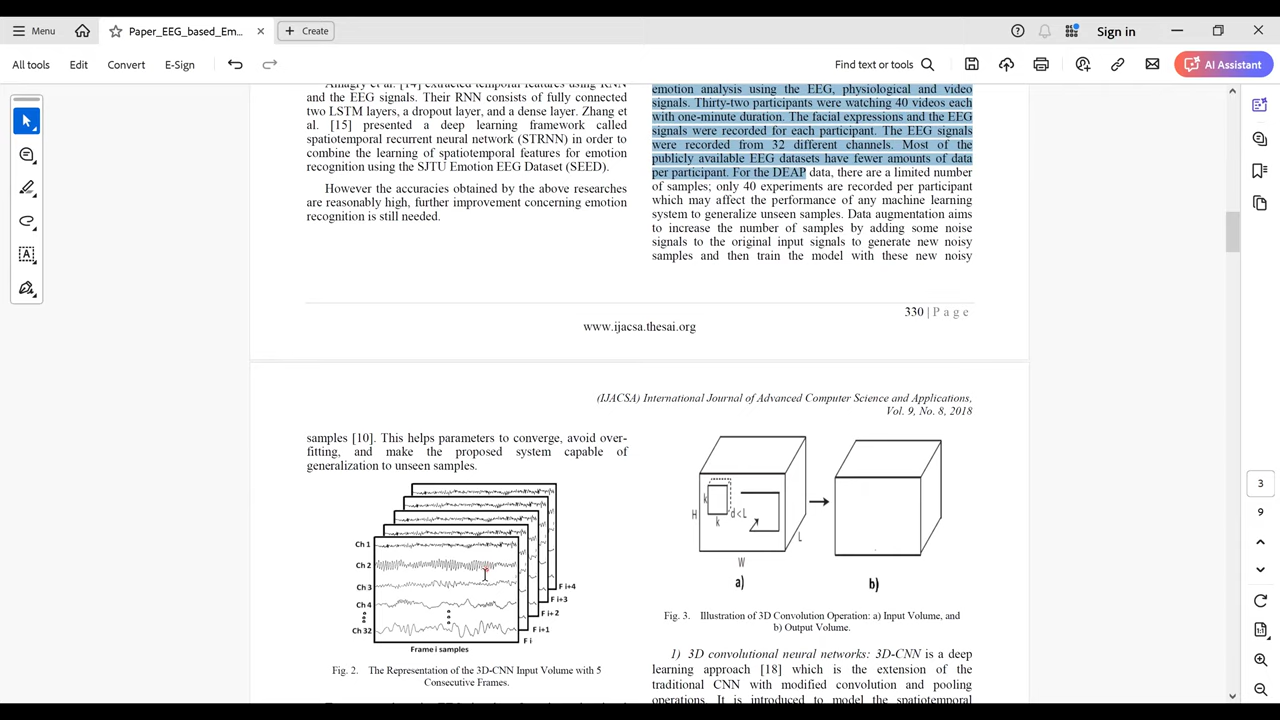 Menu
Paper_EEG_based_Em...
Create
Sign in
All tools
Edit
Convert
E-Sign
Find text or tools
AI Assistant
and the EEG signals. Their RNN consists of fully connected
two LSTM layers, a dropout layer, and a dense layer. Zhang et
al. [15] presented a deep learning framework called
spatiotemporal recurrent neural network (STRNN) in order to
combine the learning of spatiotemporal features for emotion
recognition using the SJTU Emotion EEG Dataset (SEED).
However the accuracies obtained by the above researches
are reasonably high, further improvement concerning emotion
recognition is still needed.
emotion analysis using the EEG, physiological and video
signals. Thirty-two participants were watching 40 videos each
with one-minute duration. The facial expressions and the EEG
signals were recorded for each participant. The EEG signals
were recorded from 32 different channels. Most of the
publicly available EEG datasets have fewer amounts of data
per participant. For the DEAP data, there are a limited number
of samples; only 40 experiments are recorded per participant
which may affect the performance of any machine learning
system to generalize unseen samples. Data augmentation aims
to increase the number of samples by adding some noise
signals to the original input signals to generate new noisy
samples and then train the model with these new noisy
330 | Page
www.ijacsa.thesai.org
(IJACSA) International Journal of Advanced Computer Science and Applications,
Vol. 9, No. 8, 2018
samples [10]. This helps parameters to converge, avoid over-
fitting, and make the proposed system capable of
generalization to unseen samples.
Ch 1
Ch 2
Ch 3
Ch 4
Ch 32
F i+4
F i+3
F i+2
F i+1
F i
Frame i samples
Fig. 2. The Representation of the 3D-CNN Input Volume with 5
Consecutive Frames.
k
H
k
d<L
L
W
a)
b)
Fig. 3. Illustration of 3D Convolution Operation: a) Input Volume, and
b) Output Volume.
1) 3D convolutional neural networks: 3D-CNN is a deep
learning approach [18] which is the extension of the
traditional CNN with modified convolution and pooling
operations. It is introduced to model the spatiotemporal
3
9